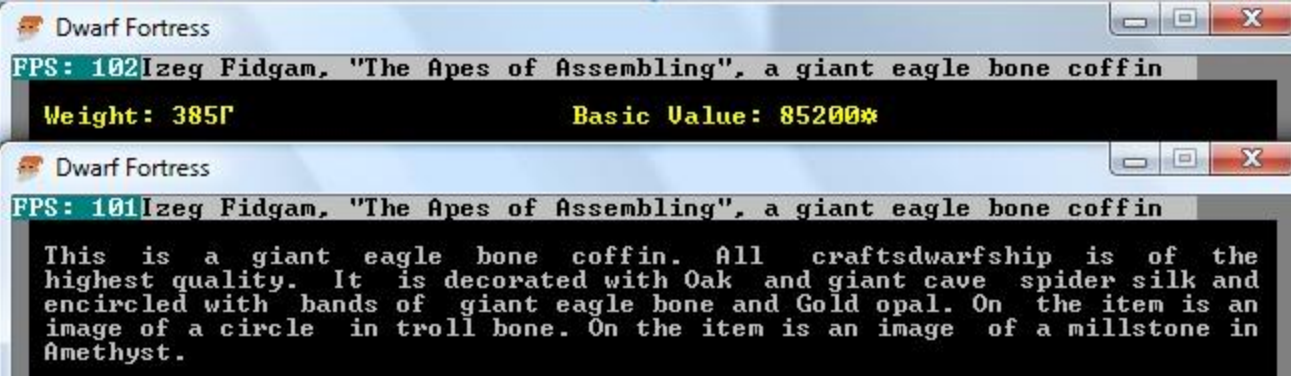 Dwarf Fortress
FPS: 102 Izeg Fidgam, "The Apes of Assembling", a giant eagle bone coffin
Weight: 385Γ Basic Value: 85200☼
Dwarf Fortress
FPS: 101 Izeg Fidgam, "The Apes of Assembling", a giant eagle bone coffin
This is a giant eagle bone coffin. All craftsdwarfship is of the
highest quality. It is decorated with Oak and giant cave spider silk and
encircled with bands of giant eagle bone and Gold opal. On the item is an
image of a circle in troll bone. On the item is an image of a millstone in
Amethyst.